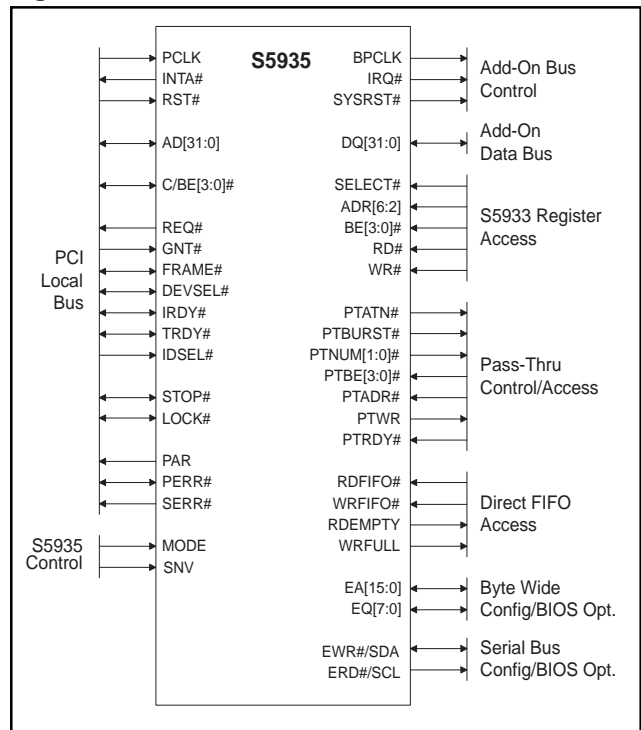 S5935
PCI
Local
Bus
PCLK
INTA#
RST#
AD[31:0]
C/BE[3:0]#
REQ#
GNT#
FRAME#
DEVSEL#
IRDY#
TRDY#
IDSEL#
STOP#
LOCK#
PAR
PERR#
SERR#
S5935
Control
MODE
SNV
BPCLK
IRQ#
SYSRST#
Add-On Bus
Control
DQ[31:0]
Add-On
Data Bus
SELECT#
ADR[6:2]
BE[3:0]#
RD#
WR#
S5933 Register
Access
PTATN#
PTBURST#
PTNUM[1:0]#
PTBE[3:0]#
PTADR#
PTWR
PTRDY#
Pass-Thru
Control/Access
RDFIFO#
WRFIFO#
RDEMPTY
WRFULL
Direct FIFO
Access
EA[15:0]
EQ[7:0]
Byte Wide
Config/BIOS Opt.
EWR#/SDA
ERD#/SCL
Serial Bus
Config/BIOS Opt.